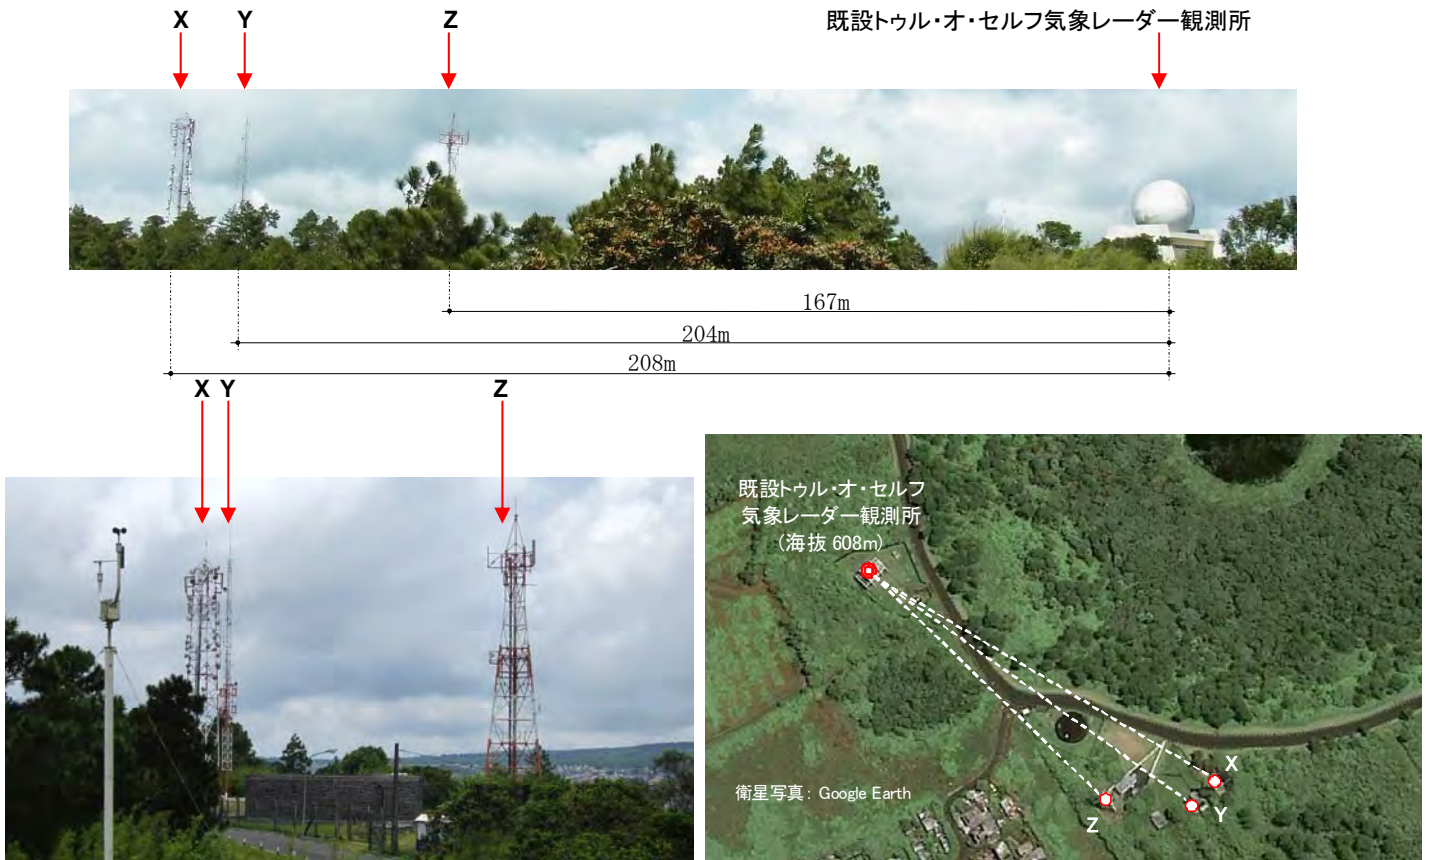 X Y Z 既設トゥル・オ・セルフ気象レーダー観測所
167m
204m
208m
X Y Z
既設トゥル・オ・セルフ
気象レーダー観測所
(海抜 608m)
衛星写真: Google Earth
X
Y
Z